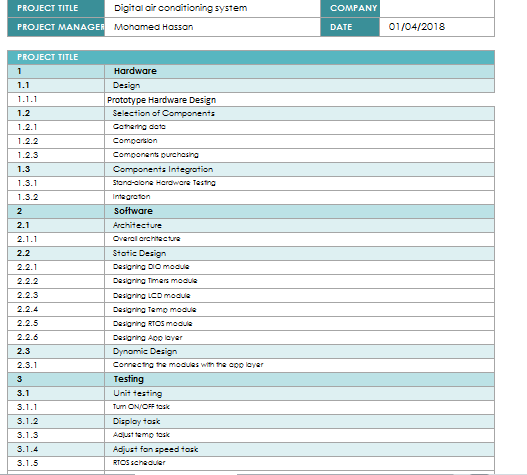 PROJECT TITLE Digital air conditioning system COMPANY
PROJECT MANAGER Mohamed Hassan DATE 01/04/2018
PROJECT TITLE
1 Hardware
1.1 Design
1.1.1 Prototype Hardware Design
1.2 Selection of Components
1.2.1 Gathering data
1.2.2 Comparsion
1.2.3 Components purchasing
1.3 Components Integration
1.3.1 Stand-alone Hardware Testing
1.3.2 Integration
2 Software
2.1 Architecture
2.1.1 Overall architecture
2.2 Static Design
2.2.1 Designing DIO module
2.2.2 Designing Timers module
2.2.3 Designing LCD module
2.2.4 Designing Temp module
2.2.5 Designing RTOS module
2.2.6 Designing App layer
2.3 Dynamic Design
2.3.1 Connecting the modules with the app layer
3 Testing
3.1 Unit testing
3.1.1 Turn ON/OFF task
3.1.2 Display task
3.1.3 Adjust temp task
3.1.4 Adjust fan speed task
3.1.5 RTOS scheduler